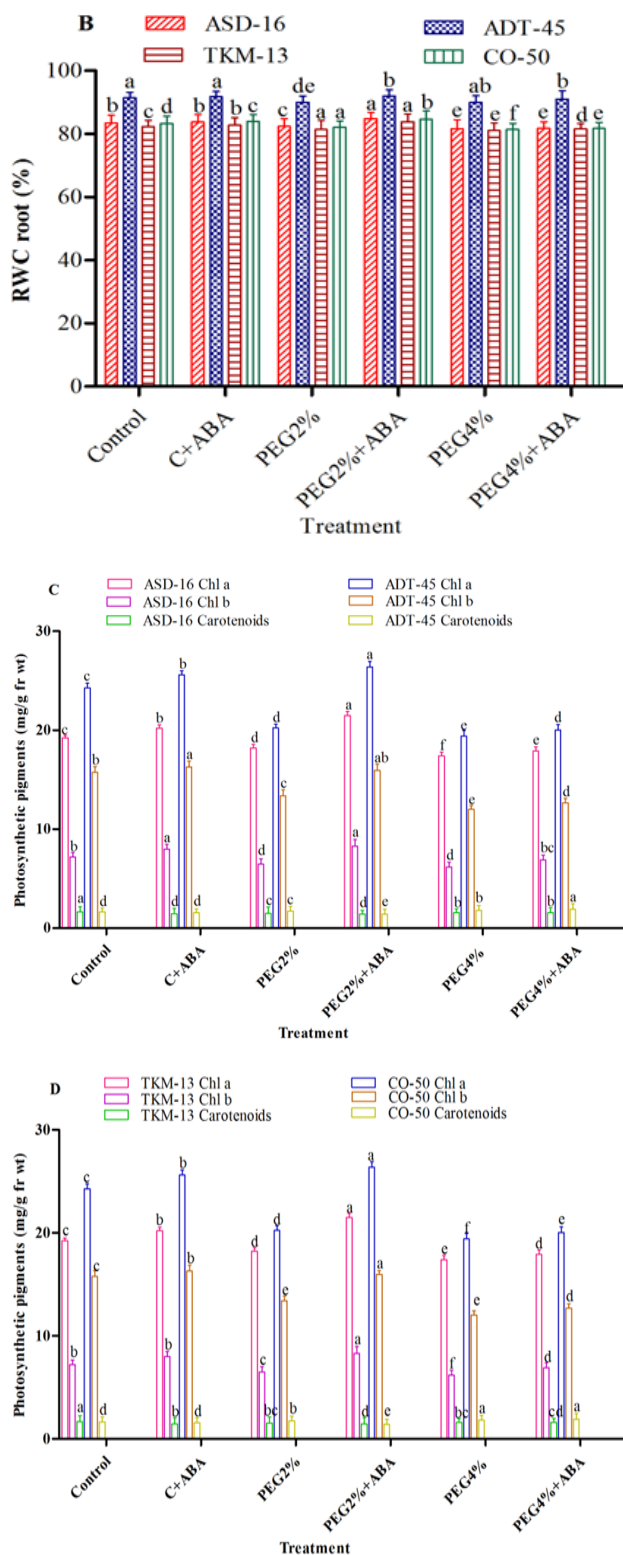 B
ASD-16 ADT-45
TKM-13 CO-50
RWC root (%)
100
80
60
40
20
0
b a c d b a b c c de a a a b a b e ab e f e b d e
Control C+ABA PEG2% PEG2%+ABA PEG4% PEG4%+ABA
Treatment
C
ASD-16 Chl a ADT-45 Chl a
ASD-16 Chl b ADT-45 Chl b
ASD-16 Carotenoids ADT-45 Carotenoids
Photosynthetic pigments (mg/g fr wt)
30
20
10
0
c b a c b d b a d b a d d d c d c c a a d a ab d f d b d e b e bc b d d a
Control C+ABA PEG2% PEG2%+ABA PEG4% PEG4%+ABA
Treatment
D
TKM-13 Chl a CO-50 Chl a
TKM-13 Chl b CO-50 Chl b
TKM-13 Carotenoids CO-50 Carotenoids
Photosynthetic pigments (mg/g fr wt)
30
20
10
0
c b a c c d b b d b b d d c bc d c b a a d a a e e f bc f e a d d cd e d a
Control C+ABA PEG2% PEG2%+ABA PEG4% PEG4%+ABA
Treatment